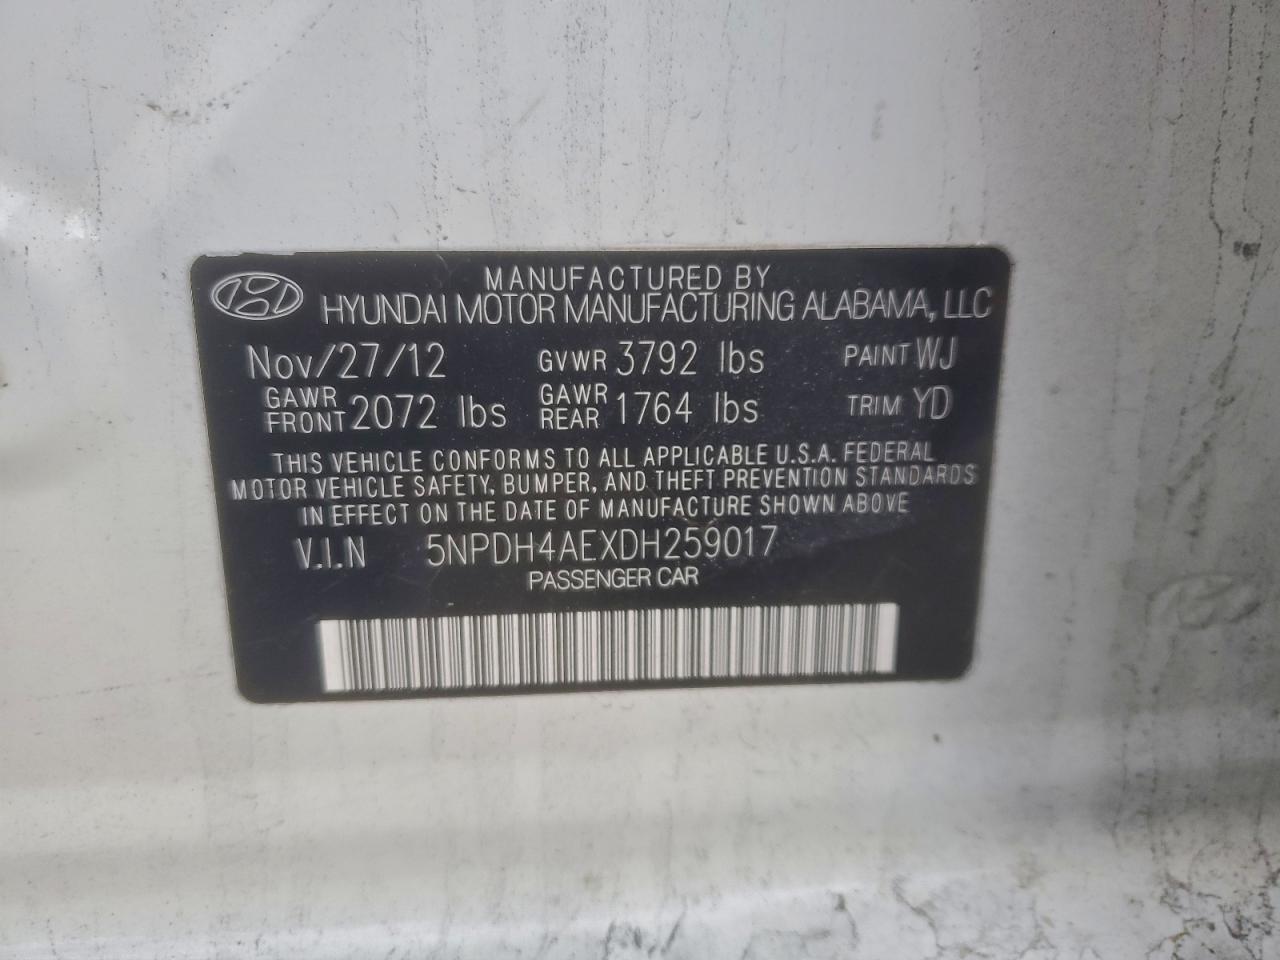 MANUFACTURED BY
HYUNDAI MOTOR MANUFACTURING ALABAMA, LLC
Nov/27/12 GVWR 3792 lbs PAINT WJ
GAWR FRONT 2072 lbs GAWR REAR 1764 lbs TRIM YD
THIS VEHICLE CONFORMS TO ALL APPLICABLE U.S.A. FEDERAL
MOTOR VEHICLE SAFETY, BUMPER, AND THEFT PREVENTION STANDARDS
IN EFFECT ON THE DATE OF MANUFACTURE SHOWN ABOVE
V.I.N 5NPDH4AEXDH259017
PASSENGER CAR